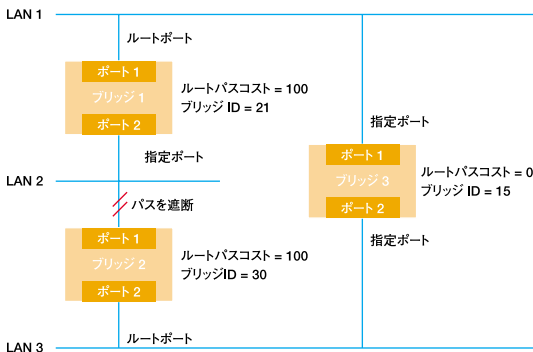 LAN 1
ルートポート
ポート 1
ブリッジ 1
ポート 2
ルートパスコスト = 100
ブリッジ ID = 21
指定ポート
指定ポート
ポート 1
ブリッジ 3
ポート 2
ルートパスコスト = 0
ブリッジ ID = 15
指定ポート
LAN 2
パスを遮断
ポート 1
ブリッジ 2
ポート 2
ルートパスコスト = 100
ブリッジID = 30
ルートポート
LAN 3